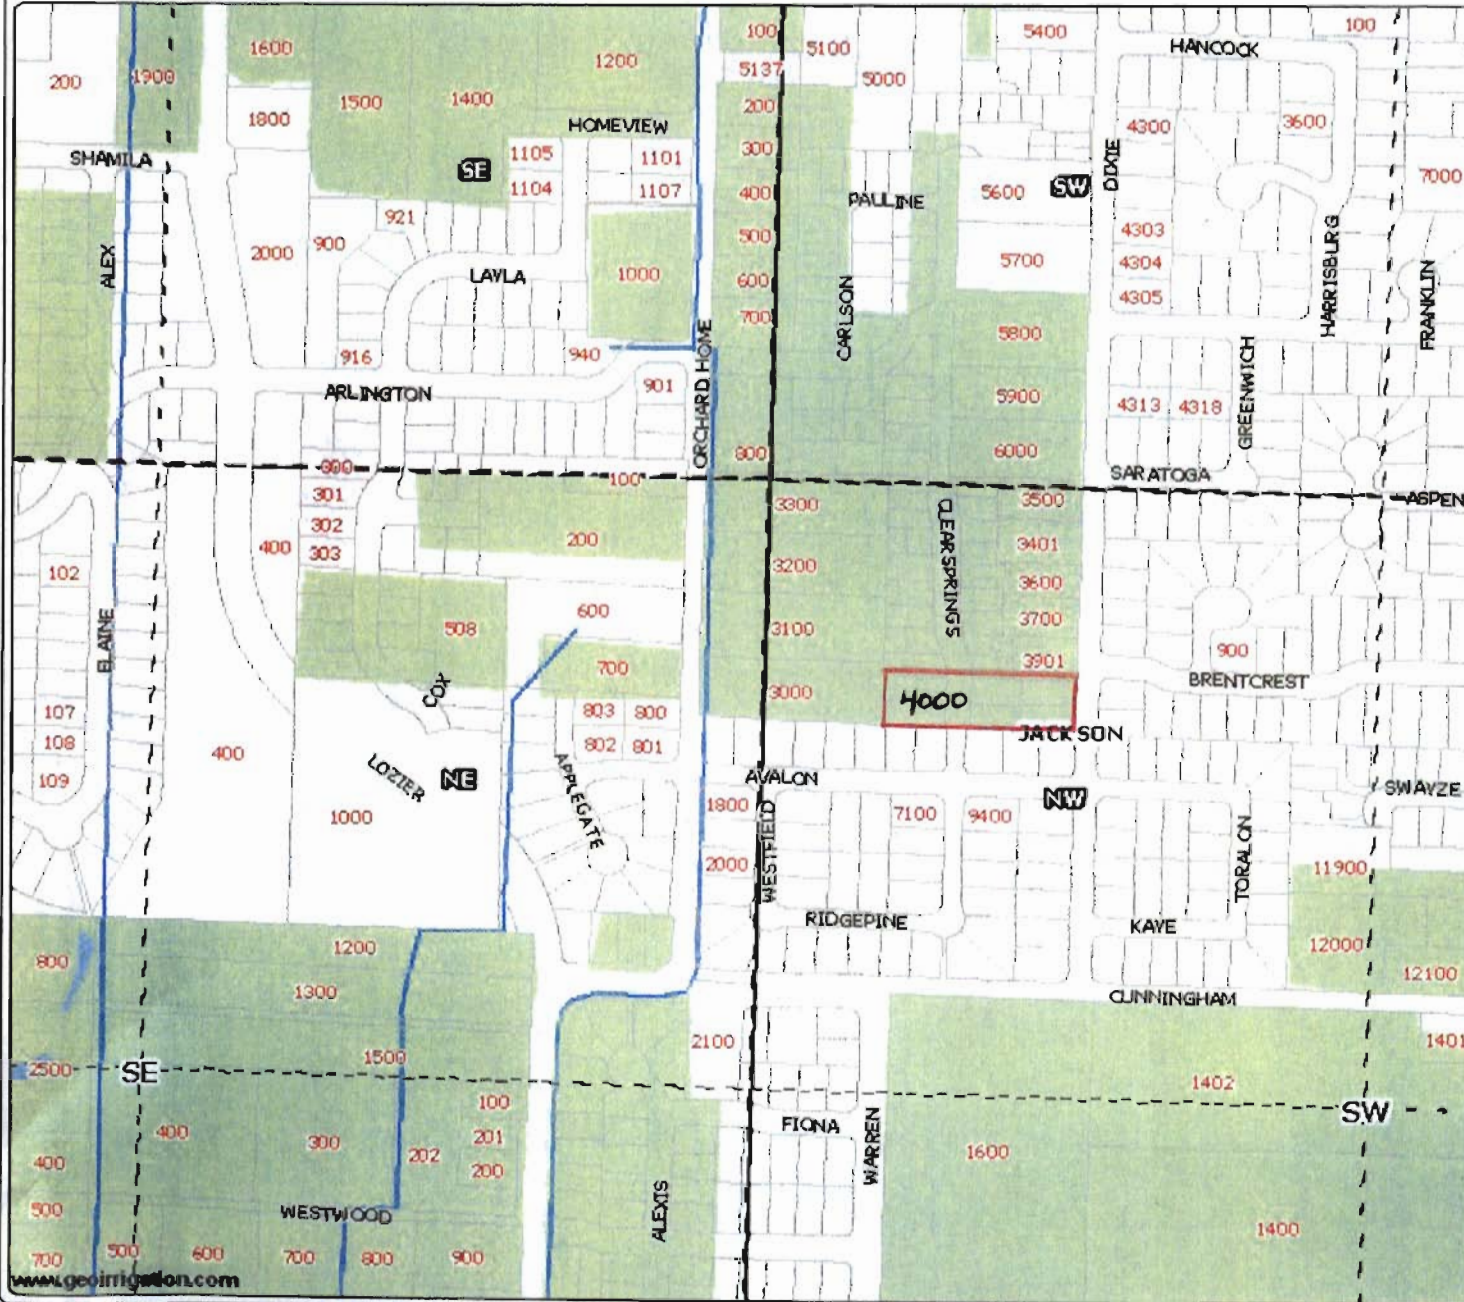 100
5100
5400
HANCOCK
100
1600
1200
5137
200
1900
5000
1500
1400
200
1800
HOMEVIEW
4300
3600
DIXIE
SHAMILA
1105
1101
300
SE
1104
1107
400
PAULINE
5600
SW
7000
921
4303
500
2000
900
ALEX
LAYLA
1000
600
5700
4304
4305
HARRISBURG
FRANKLIN
CARLSON
700
5800
916
940
ORCHARD HOME
ARLINGTON
901
5900
4313
4318
GREENWICH
800
6000
300
100
SARATOGA
301
3300
3500
ASPEN
302
CLEARSPRINGS
400
303
200
3401
102
3200
3600
600
3700
ELAINE
508
3100
700
3901
900
BRENTCREST
COX
3000
4000
107
803
800
JACKSON
108
802
801
400
109
LOZIER
NE
APPLEGATE
AVALON
NW
SWAYZE
1000
1800
WESTFIELD
7100
9400
TORALON
2000
11900
RIDGEPINE
KAYE
800
1200
12000
12100
1300
CUNNINGHAM
2100
1401
2500
SE
1500
1402
100
SW
400
300
201
FIONA
WARREN
1600
400
202
200
500
WESTWOOD
ALEXIS
1400
700
500
600
700
800
900
www.geoirrigation.com